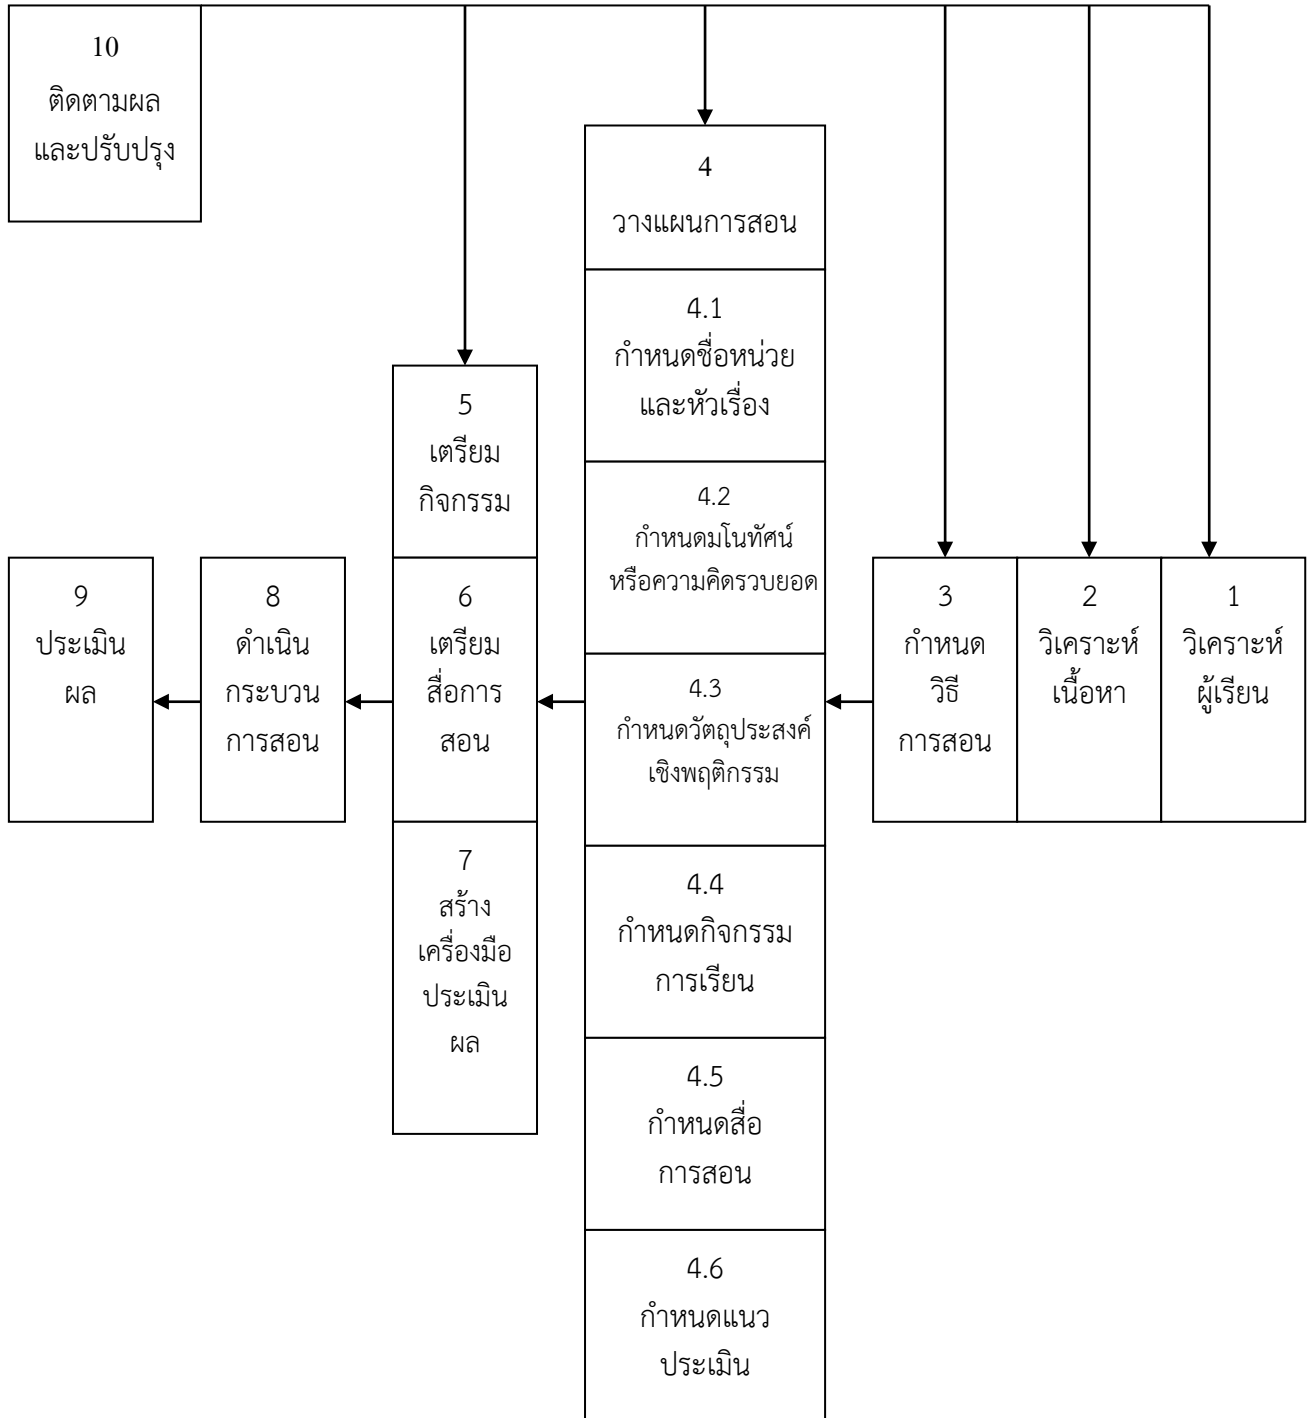 10
ติดตามผล
และปรับปรุง
4
วางแผนการสอน
4.1
กำหนดชื่อหน่วย
และหัวเรื่อง
4.2
กำหนดมโนทัศน์
หรือความคิดรวบยอด
4.3
กำหนดวัตถุประสงค์
เชิงพฤติกรรม
4.4
กำหนดกิจกรรม
การเรียน
4.5
กำหนดสื่อ
การสอน
4.6
กำหนดแนว
ประเมิน
5
เตรียม
กิจกรรม
6
เตรียม
สื่อการ
สอน
7
สร้าง
เครื่องมือ
ประเมิน
ผล
9
ประเมิน
ผล
8
ดำเนิน
กระบวน
การสอน
3
กำหนด
วิธี
การสอน
2
วิเคราะห์
เนื้อหา
1
วิเคราะห์
ผู้เรียน